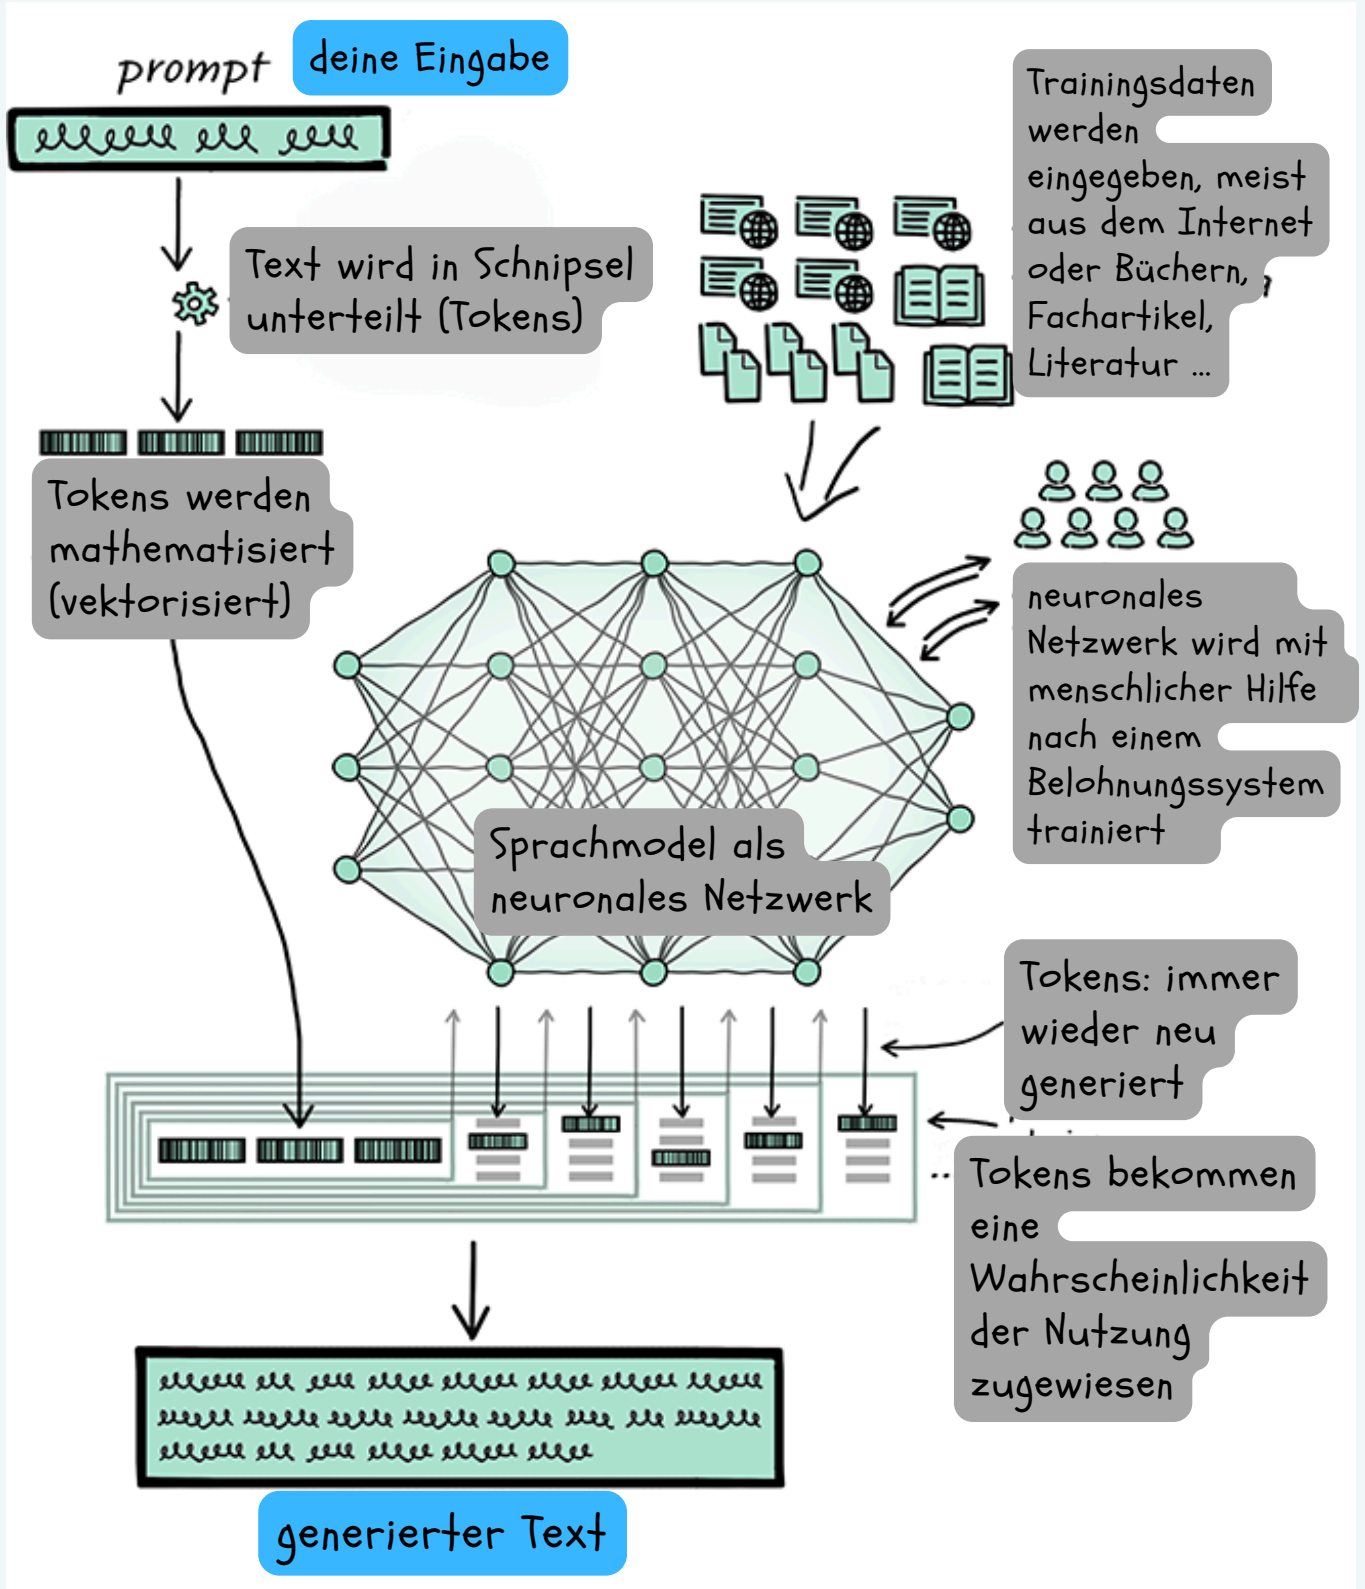 prompt
deine Eingabe
Text wird in Schnipsel
unterteilt (Tokens)
Tokens werden
mathematisiert
(vektorisiert)
Trainingsdaten
werden
eingegeben, meist
aus dem Internet
oder Büchern,
Fachartikel,
Literatur ...
neuronales
Netzwerk wird mit
menschlicher Hilfe
nach einem
Belohnungssystem
trainiert
Sprachmodel als
neuronales Netzwerk
Tokens: immer
wieder neu
generiert
Tokens bekommen
eine
Wahrscheinlichkeit
der Nutzung
zugewiesen
generierter Text